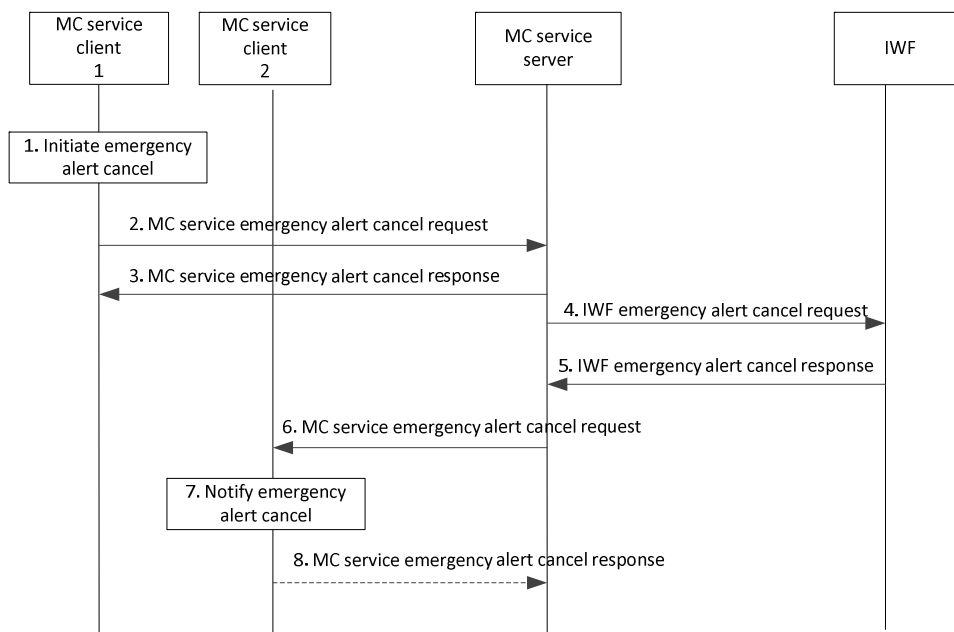 MC service
client
1
MC service
client
2
MC service
server
IWF
1. Initiate emergency
alert cancel
2. MC service emergency alert cancel request
3. MC service emergency alert cancel response
4. IWF emergency alert cancel request
5. IWF emergency alert cancel response
6. MC service emergency alert cancel request
7. Notify emergency
alert cancel
8. MC service emergency alert cancel response